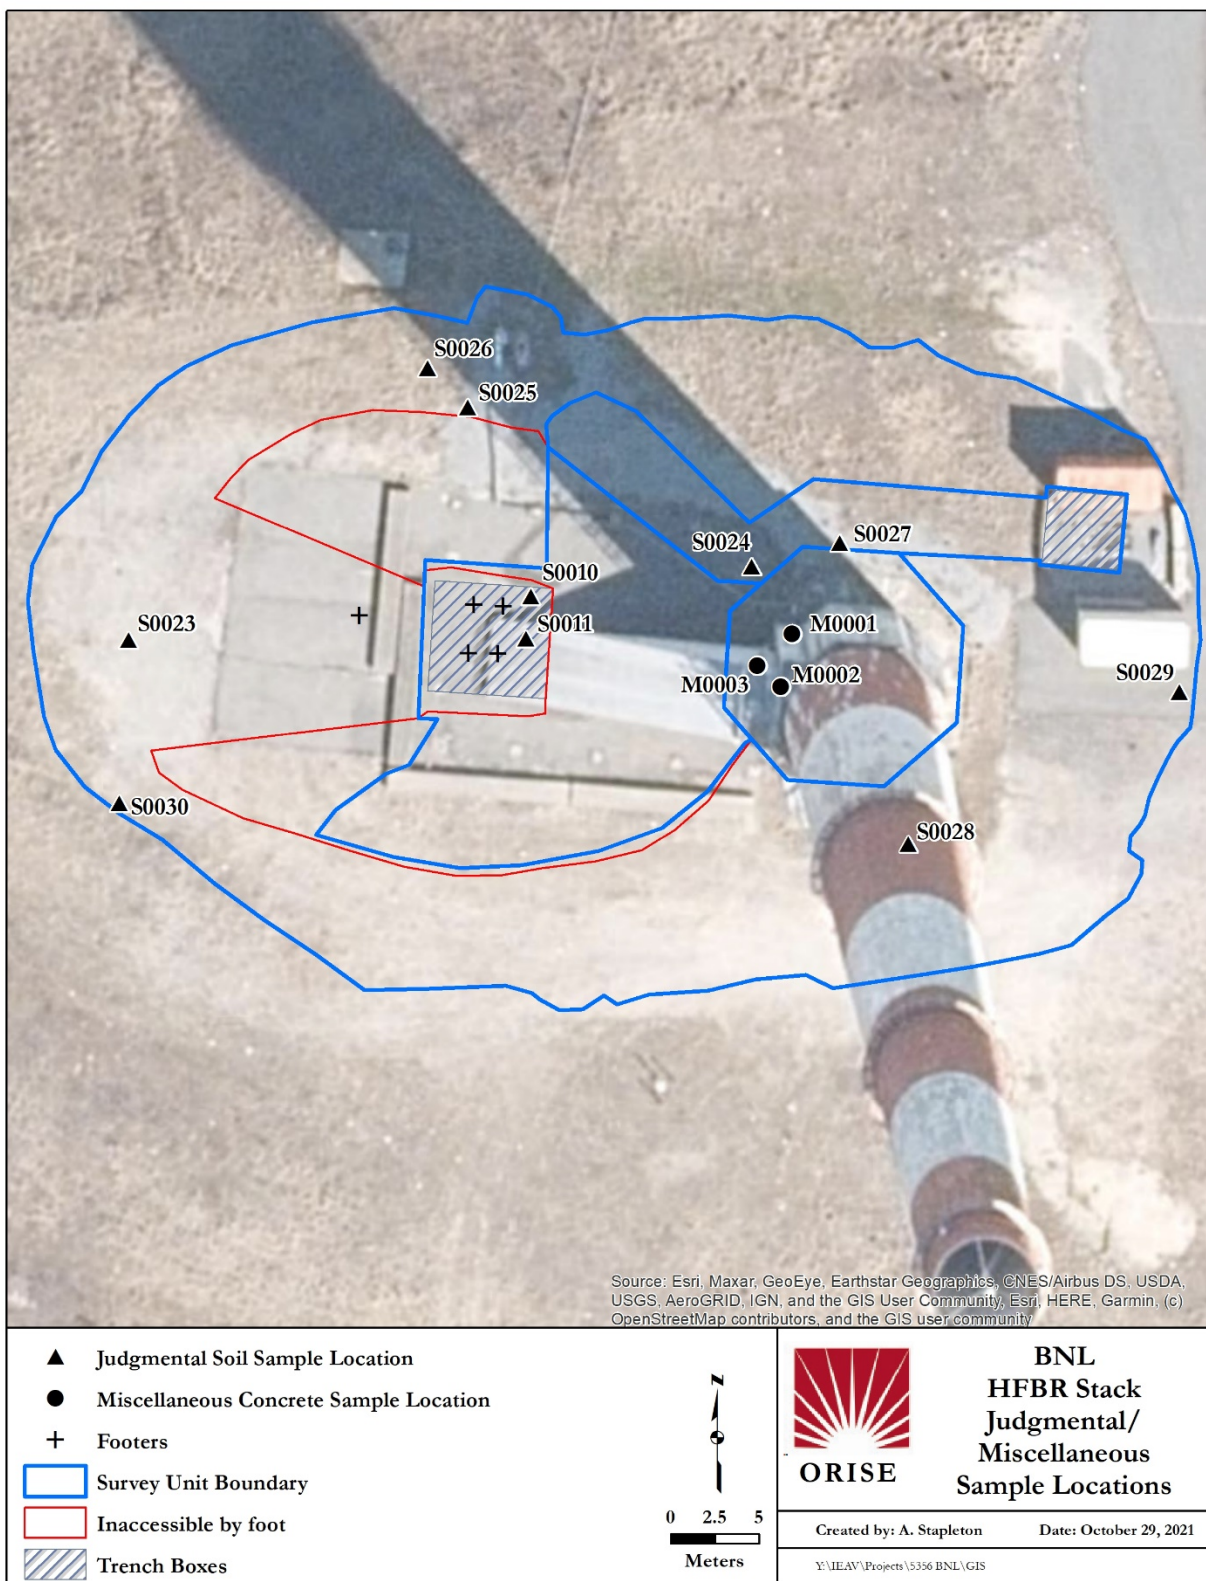 S0026
S0025
S0024
S0027
S0010
S0011
S0023
M0001
M0003
M0002
S0029
S0030
S0028
Source: Esri, Maxar, GeoEye, Earthstar Geographics, CNES/Airbus DS, USDA,
USGS, AeroGRID, IGN, and the GIS User Community, Esri, HERE, Garmin, (c)
OpenStreetMap contributors, and the GIS user community
Judgmental Soil Sample Location
Miscellaneous Concrete Sample Location
Footers
Survey Unit Boundary
Inaccessible by foot
Trench Boxes
N
0 2.5 5
Meters
ORISE
BNL
HFBR Stack
Judgmental/
Miscellaneous
Sample Locations
Created by: A. Stapleton Date: October 29, 2021
Y:\IEAV\Projects\5356 BNL\GIS